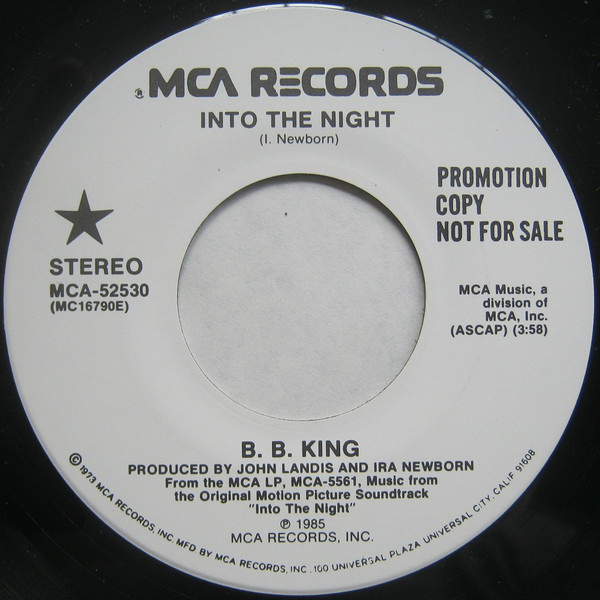 MCA RECORDS
INTO THE NIGHT
(I. Newborn)
PROMOTION
COPY
NOT FOR SALE
STEREO
MCA-52530
(MC16790E)
MCA Music, a
division of
MCA, Inc.
(ASCAP) (3:58)
B. B. KING
PRODUCED BY JOHN LANDIS AND IRA NEWBORN
From the MCA LP, MCA-5561, Music from
the Original Motion Picture Soundtrack
"Into The Night"
℗ 1985
MCA RECORDS, INC.
© 1973 MCA RECORDS, INC. MFD. BY MCA RECORDS, INC. 100 UNIVERSAL PLAZA UNIVERSAL CITY, CALIF. 91608